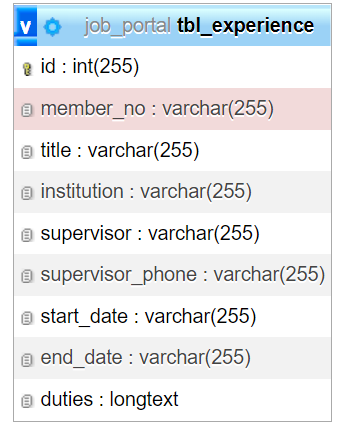 v job_portal tbl_experience
id : int(255)
member_no : varchar(255)
title : varchar(255)
institution : varchar(255)
supervisor : varchar(255)
supervisor_phone : varchar(255)
start_date : varchar(255)
end_date : varchar(255)
duties : longtext